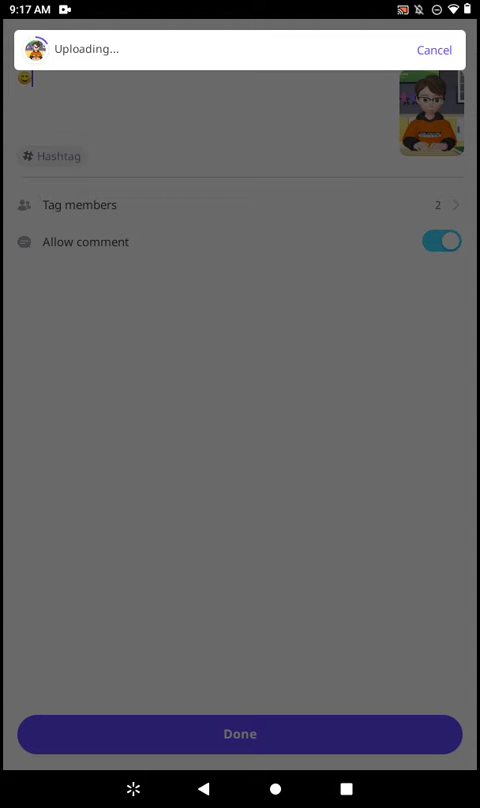 9:17 AM
Uploading...
Cancel
😊
# Hashtag
Tag members
2
Allow comment
Done